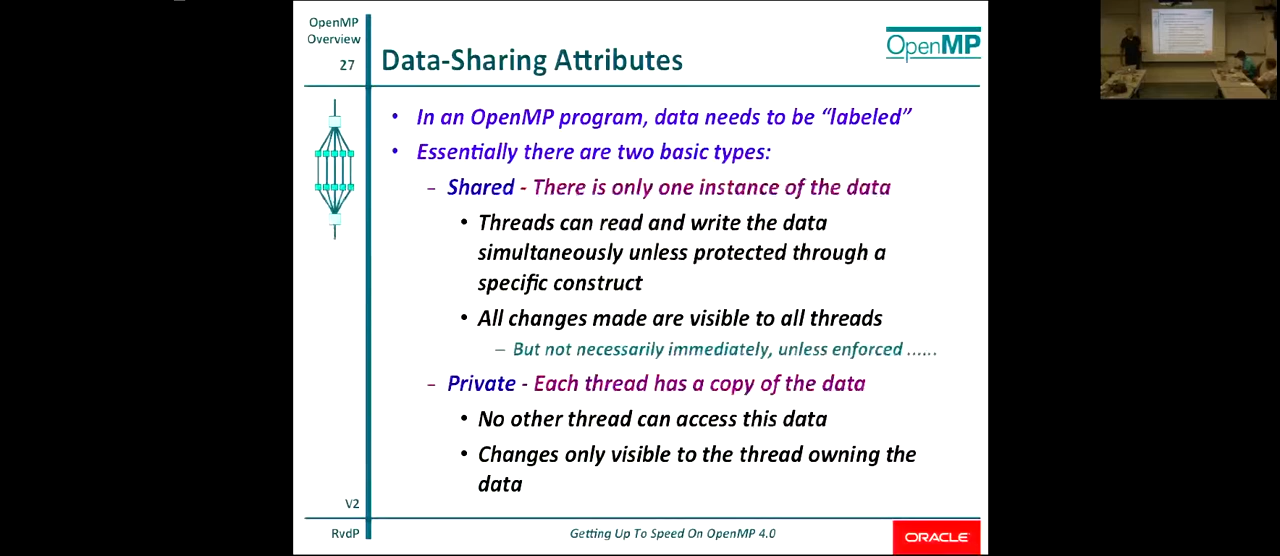 OpenMP
Overview
27
Data-Sharing Attributes
OpenMP
• In an OpenMP program, data needs to be “labeled”
• Essentially there are two basic types:
– Shared - There is only one instance of the data
• Threads can read and write the data
simultaneously unless protected through a
specific construct
• All changes made are visible to all threads
– But not necessarily immediately, unless enforced ......
– Private - Each thread has a copy of the data
• No other thread can access this data
• Changes only visible to the thread owning the
data
V2
RvdP
Getting Up To Speed On OpenMP 4.0
ORACLE